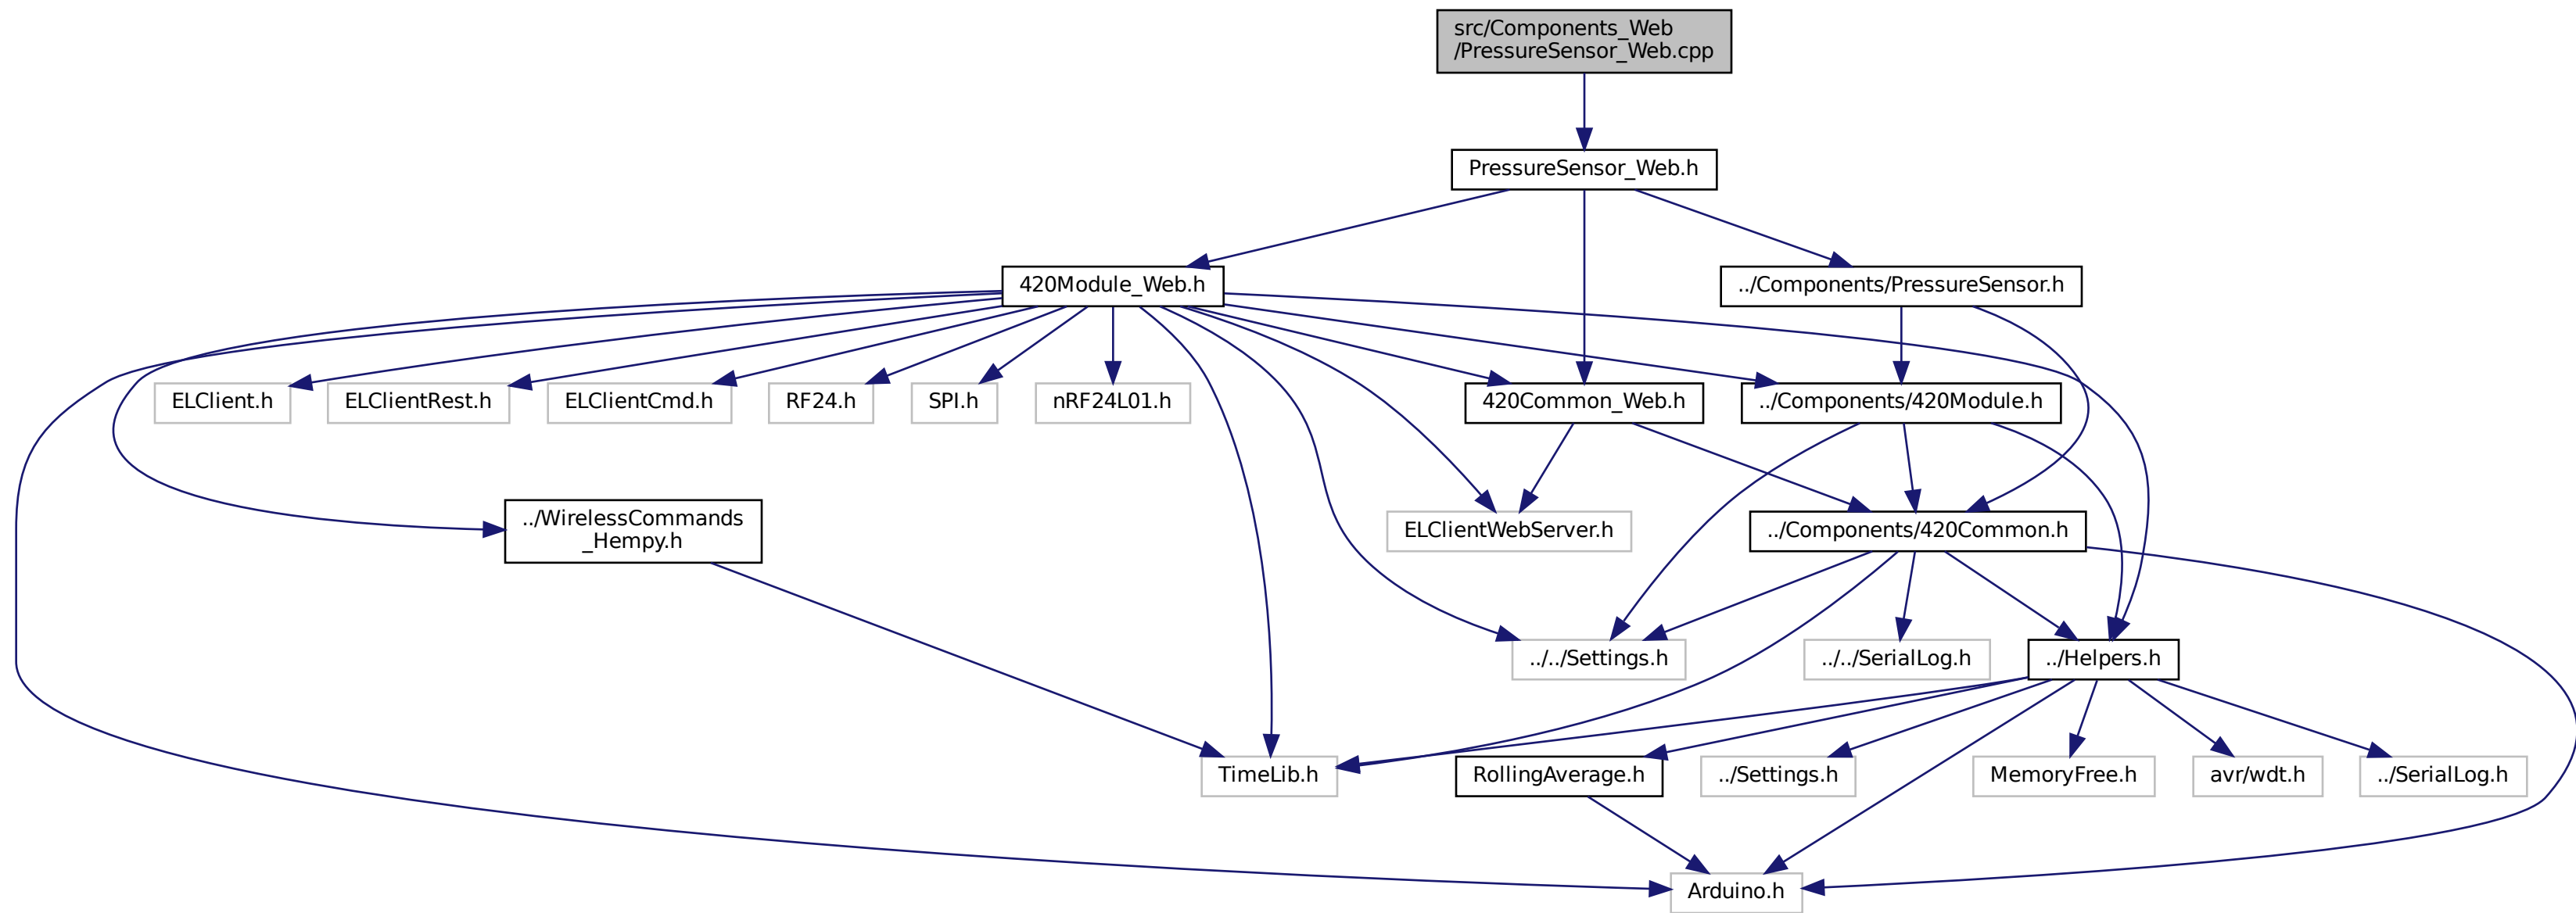 src/Components_Web
/PressureSensor_Web.cpp
PressureSensor_Web.h
420Module_Web.h
../Components/PressureSensor.h
ELClient.h
ELClientRest.h
ELClientCmd.h
RF24.h
SPI.h
nRF24L01.h
420Common_Web.h
../Components/420Module.h
../WirelessCommands
_Hempy.h
ELClientWebServer.h
../Components/420Common.h
../../Settings.h
../../SerialLog.h
../Helpers.h
TimeLib.h
RollingAverage.h
../Settings.h
MemoryFree.h
avr/wdt.h
../SerialLog.h
Arduino.h